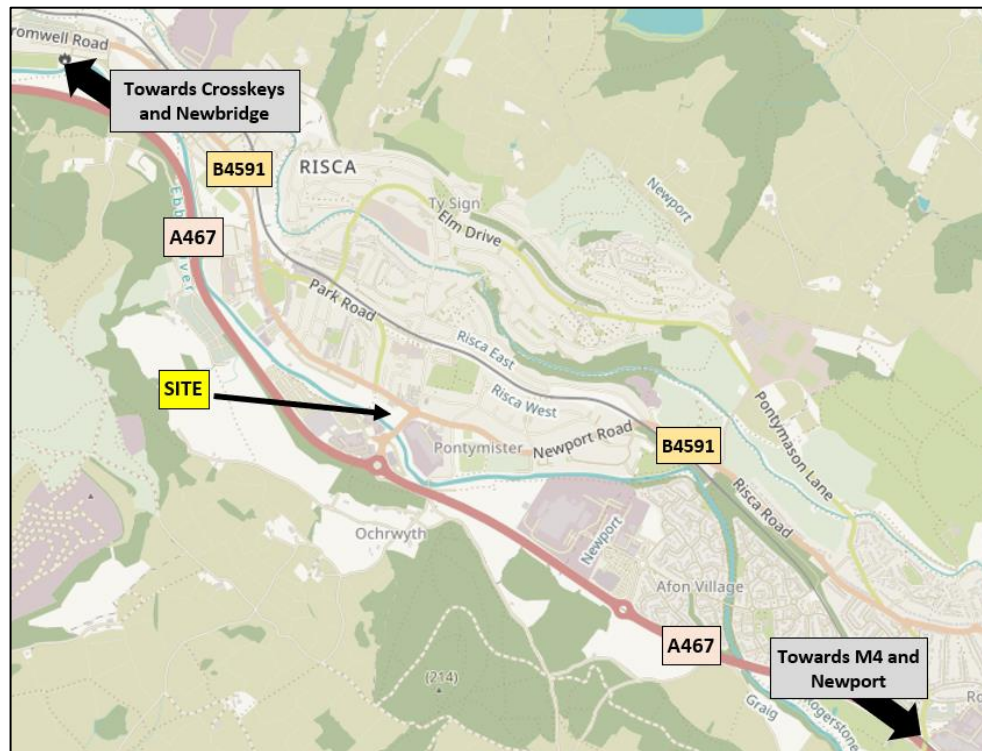 romwell Road
Towards Crosskeys
and Newbridge
B4591
RISCA
Newport
Ty Sign
Elm Drive
A467
Park Road
Risca East
SITE
Risca West
Pontymister
Newport Road
B4591
Pontymason Lane
Risca Road
Ochrwyth
Newport
Afon Village
A467
Towards M4 and
Newport
(214)
Graig
Rogerstone
Ro